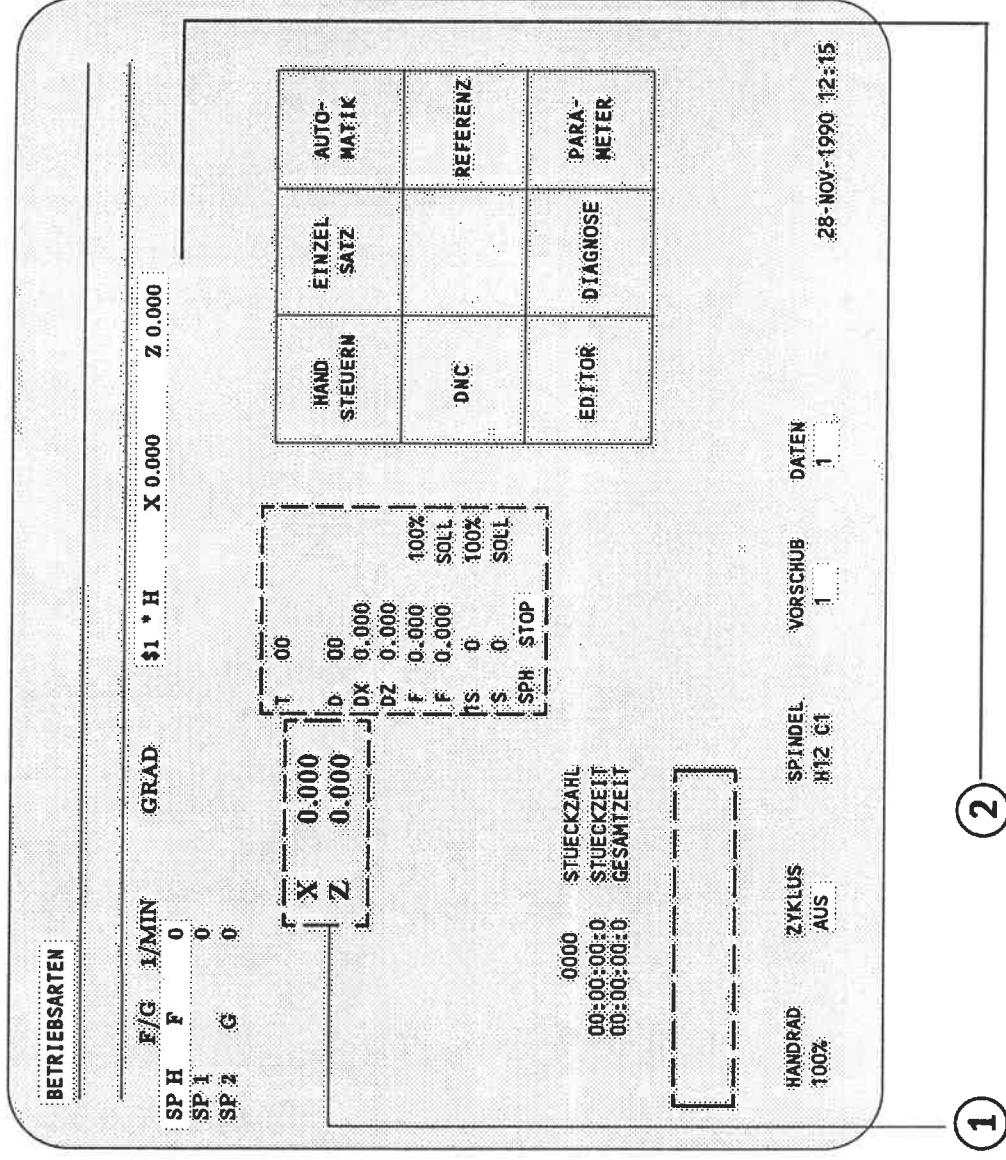 BETRIEBSARTEN
F/G 1/MIN GRAD $1 * H X 0.000 Z 0.000
SP H F 0
SP 1 0
SP 2 G 0
X 0.000
Z 0.000
T 00
D 00
DX 0.000
DZ 0.000
F 0.000 100%
F 0.000 SOLL
TS 0 100%
S 0 SOLL
SPH STOP
HAND STEUERN
EINZEL SATZ
AUTO-MATIK
DNC
REFERENZ
EDITOR
DIAGNOSE
PARA-METER
0000 STUECKZAHL
00:00:00:0 STUECKZEIT
00:00:00:0 GESAMTZEIT
HANDRAD ZYKLUS SPINDEL VORSCHUB DATEN
100% AUS H12 C1 1 1
28-NOV-1990 12:15
1
2